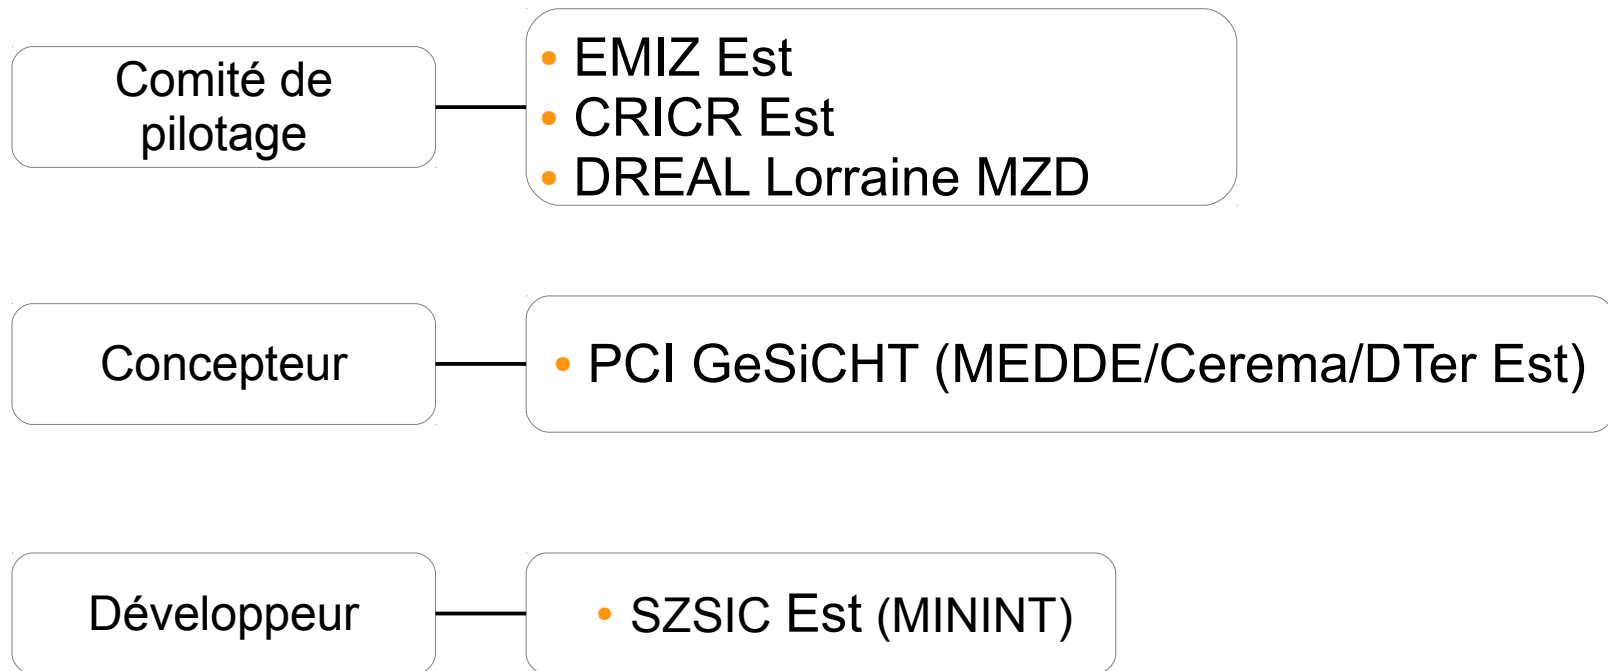 Comité de
pilotage
• EMIZ Est
• CRICR Est
• DREAL Lorraine MZD
Concepteur
• PCI GeSiCHT (MEDDE/Cerema/DTer Est)
Développeur
• SZSIC Est (MININT)